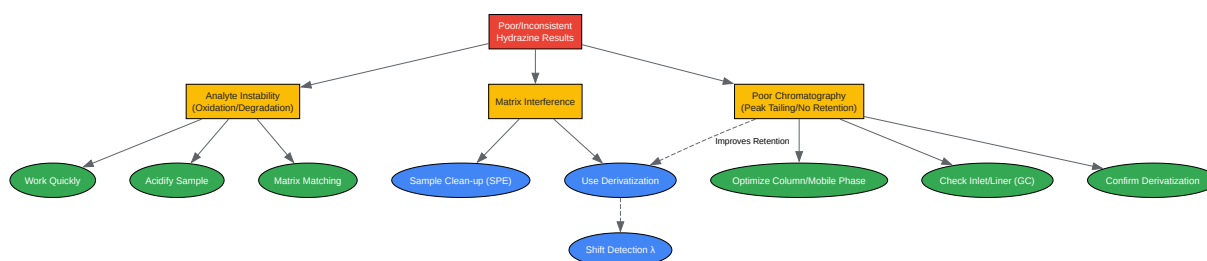 Poor/Inconsistent
Hydrazine Results
Analyte Instability
(Oxidation/Degradation)
Matrix Interference
Poor Chromatography
(Peak Tailing/No Retention)
Improves Retention
Work Quickly
Acidify Sample
Matrix Matching
Sample Clean-up (SPE)
Use Derivatization
Optimize Column/Mobile Phase
Check Inlet/Liner (GC)
Confirm Derivatization
Shift Detection λ